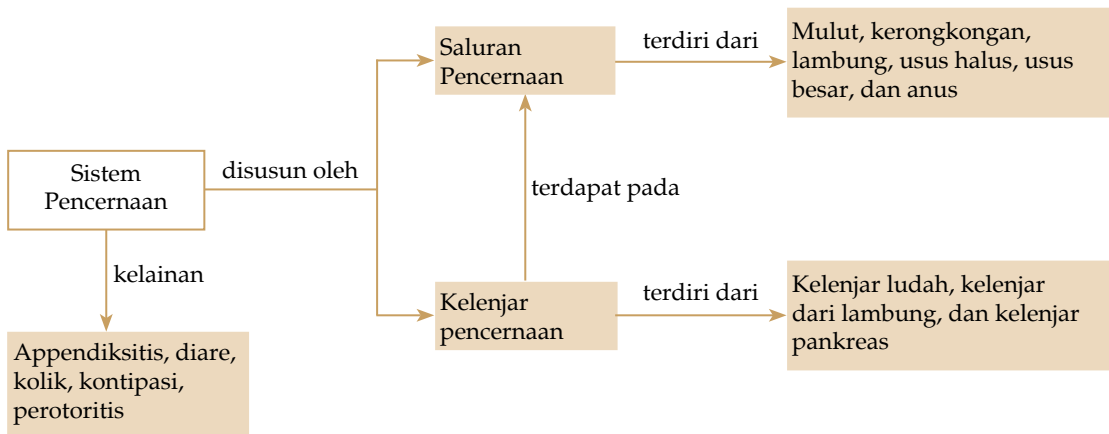 Sistem
Pencernaan
disusun oleh
Saluran
Pencernaan
terdiri dari
Mulut, kerongkongan,
lambung, usus halus, usus
besar, dan anus
terdapat pada
Kelenjar
pencernaan
terdiri dari
Kelenjar ludah, kelenjar
dari lambung, dan kelenjar
pankreas
kelainan
Appendiksitis, diare,
kolik, kontipasi,
perotoritis